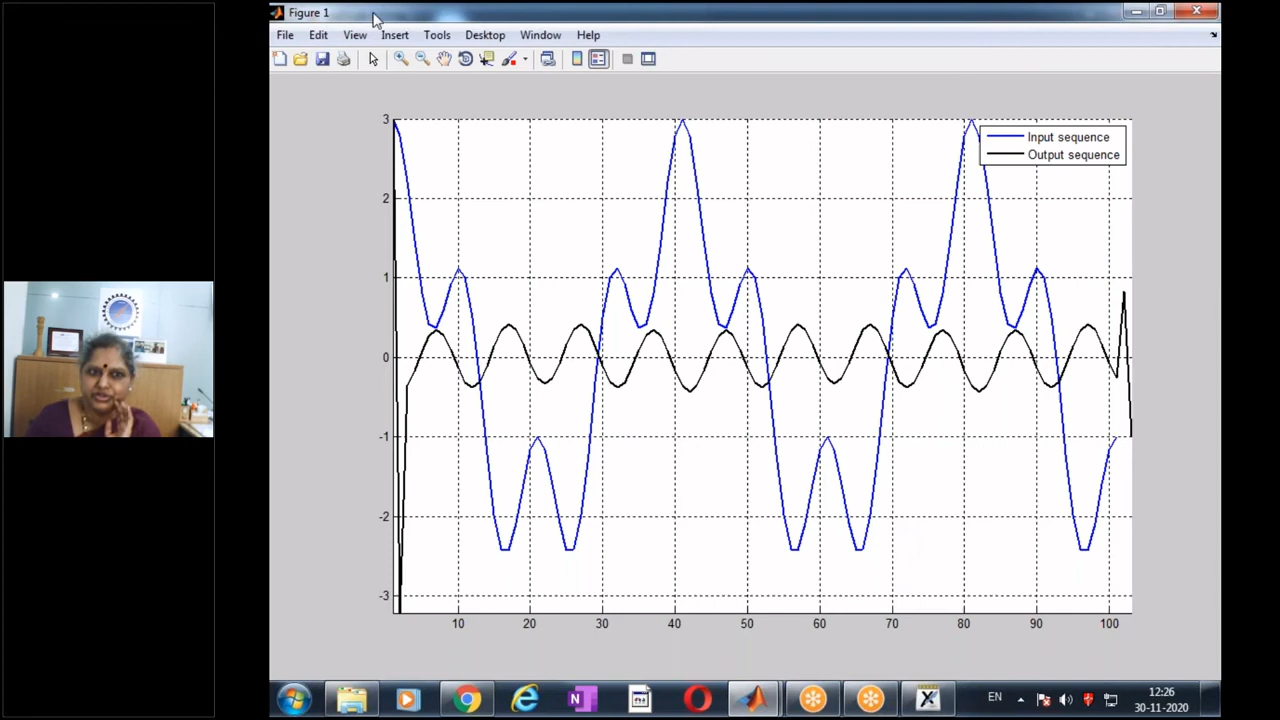 Figure 1
File Edit View Insert Tools Desktop Window Help
Input sequence
Output sequence
3
2
1
0
-1
-2
-3
10 20 30 40 50 60 70 80 90 100
EN
12:26
30-11-2020